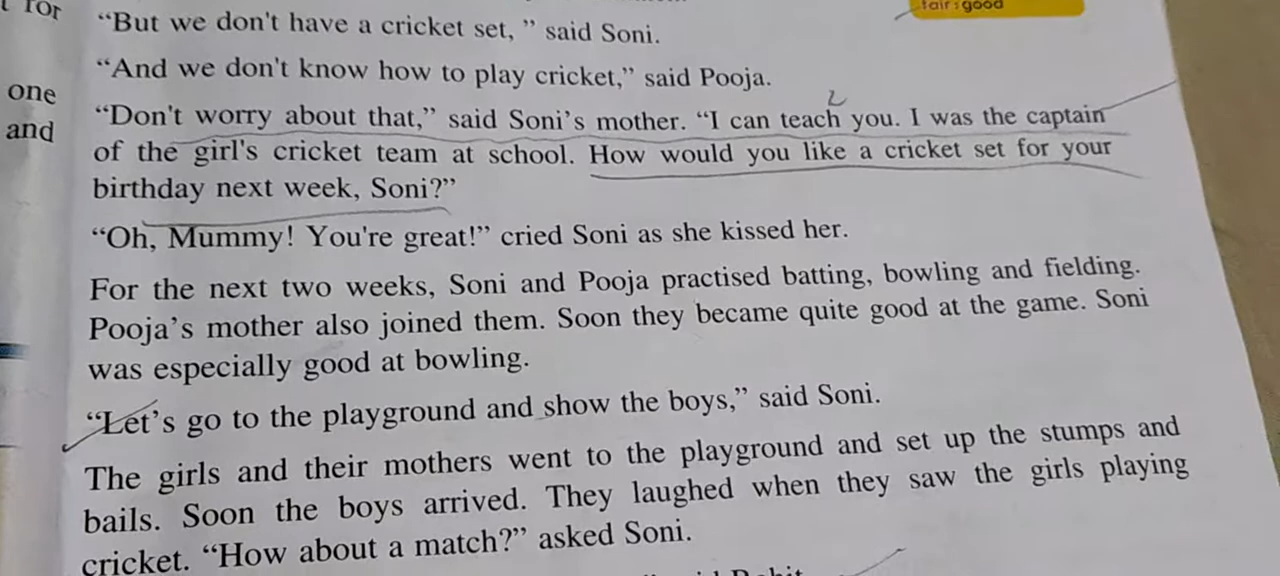 for
one
and
fair : good
“But we don't have a cricket set, ” said Soni.
“And we don't know how to play cricket,” said Pooja.
“Don't worry about that,” said Soni’s mother. “I can teach you. I was the captain
of the girl's cricket team at school. How would you like a cricket set for your
birthday next week, Soni?”
“Oh, Mummy! You're great!” cried Soni as she kissed her.
For the next two weeks, Soni and Pooja practised batting, bowling and fielding.
Pooja’s mother also joined them. Soon they became quite good at the game. Soni
was especially good at bowling.
“Let’s go to the playground and show the boys,” said Soni.
The girls and their mothers went to the playground and set up the stumps and
bails. Soon the boys arrived. They laughed when they saw the girls playing
cricket. “How about a match?” asked Soni.